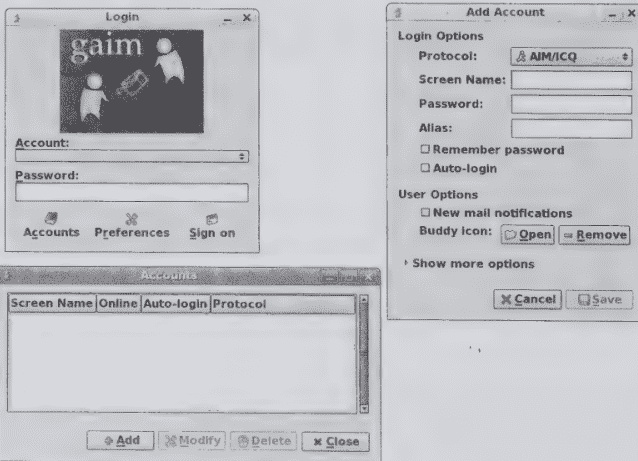 Login
gaim
Account:
Password:
Accounts Preferences Sign on
Add Account
Login Options
Protocol: AIM/ICQ
Screen Name:
Password:
Alias:
Remember password
Auto-login
User Options
New mail notifications
Buddy icon: Open Remove
Show more options
Cancel Save
Accounts
Screen Name Online Auto-login Protocol
Add Modify Delete Close